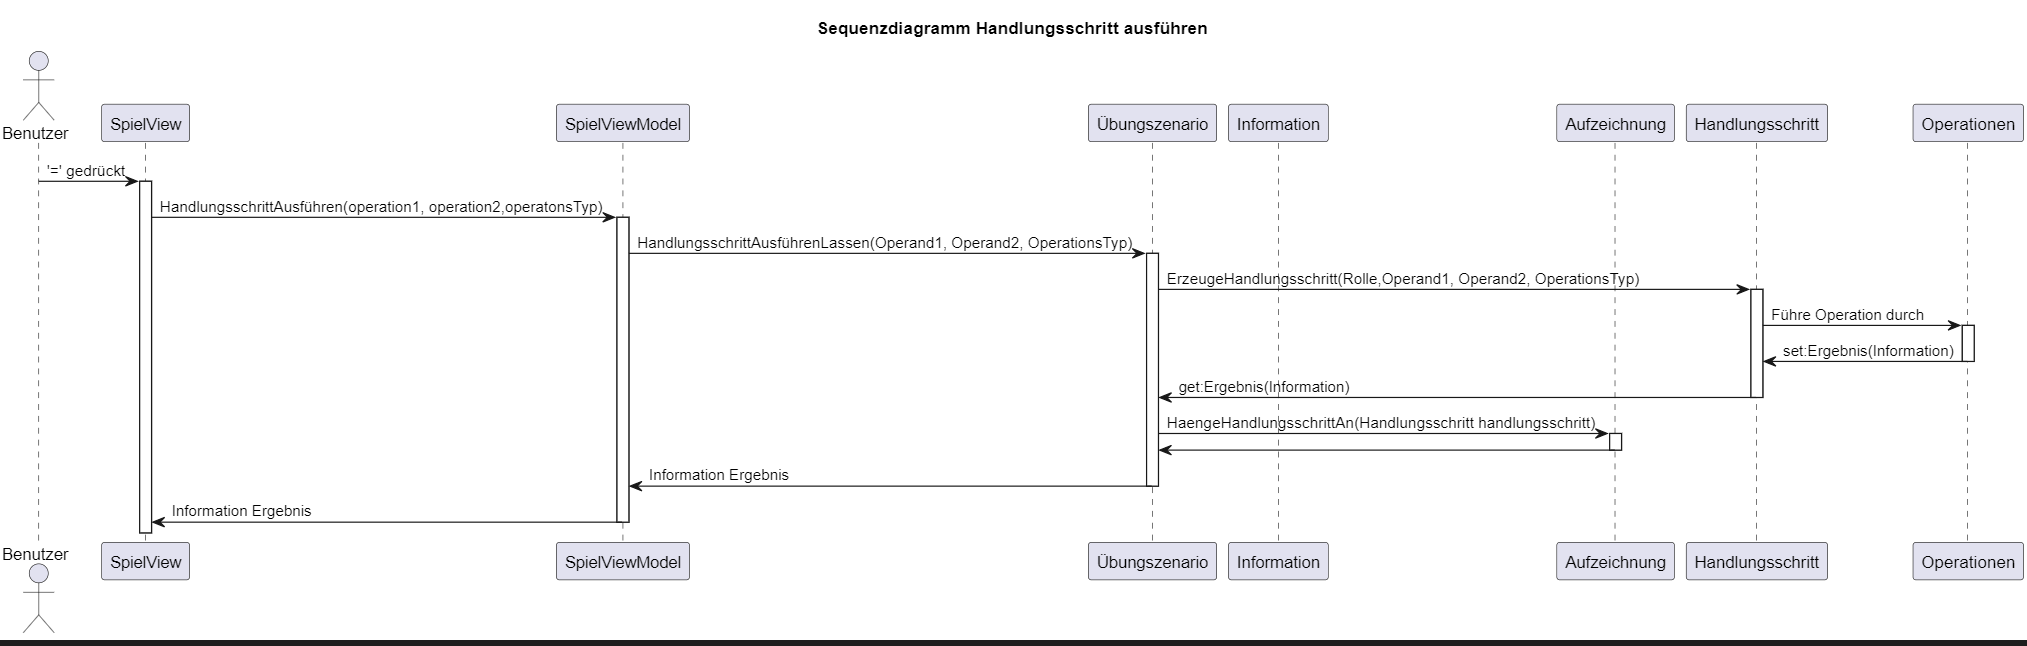 Sequenzdiagramm Handlungsschritt ausführen
Benutzer
SpielView
SpielViewModel
Übungszenario
Information
Aufzeichnung
Handlungsschritt
Operationen
'=' gedrückt
HandlungsschrittAusführen(operation1, operation2,operatonsTyp)
HandlungsschrittAusführenLassen(Operand1, Operand2, OperationsTyp)
ErzeugeHandlungsschritt(Rolle,Operand1, Operand2, OperationsTyp)
Führe Operation durch
set:Ergebnis(Information)
get:Ergebnis(Information)
HaengeHandlungsschrittAn(Handlungsschritt handlungsschritt)
Information Ergebnis
Information Ergebnis
Benutzer
SpielView
SpielViewModel
Übungszenario
Information
Aufzeichnung
Handlungsschritt
Operationen